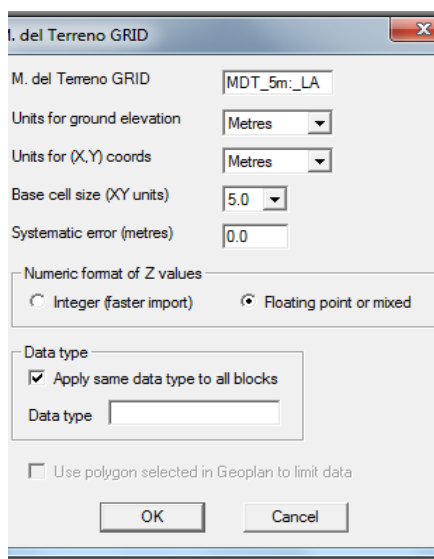 . del Terreno GRID
M. del Terreno GRID MDT_5m:_LA
Units for ground elevation Metres
Units for (X,Y) coords Metres
Base cell size (XY units) 5.0
Systematic error (metres) 0.0
Numeric format of Z values
Integer (faster import) Floating point or mixed
Data type
Apply same data type to all blocks
Data type
Use polygon selected in Geoplan to limit data
OK Cancel